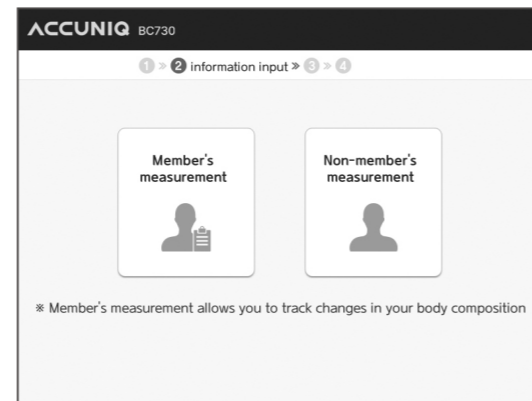 ACCUNIQ BC730
1 » 2 information input » 3 » 4
Member's
measurement
Non-member's
measurement
※ Member's measurement allows you to track changes in your body composition